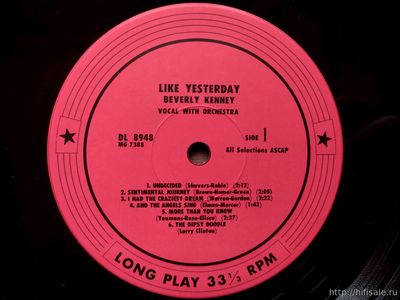 LIKE YESTERDAY
BEVERLY KENNEY
VOCAL WITH ORCHESTRA
DL 8948
MG 7388
SIDE 1
All Selections ASCAP
1. UNDECIDED (Shavers-Robin) (2:12)
2. SENTIMENTAL JOURNEY (Brown-Homer-Green) (2:05)
3. I HAD THE CRAZIEST DREAM (Warren-Gordon) (2:22)
4. AND THE ANGELS SING (Elman-Mercer) (1:43)
5. MORE THAN YOU KNOW
(Youmans-Rose-Eliscu) (2:37)
6. THE DIPSY DOODLE
(Larry Clinton)
LONG PLAY 33 1/3 RPM
http://hifisale.ru